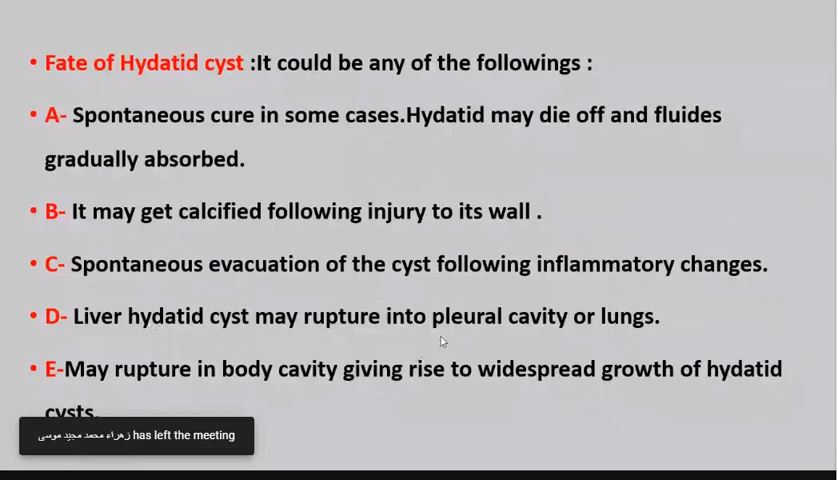 • Fate of Hydatid cyst :It could be any of the followings :
• A- Spontaneous cure in some cases.Hydatid may die off and fluides
gradually absorbed.
• B- It may get calcified following injury to its wall .
• C- Spontaneous evacuation of the cyst following inflammatory changes.
• D- Liver hydatid cyst may rupture into pleural cavity or lungs.
• E-May rupture in body cavity giving rise to widespread growth of hydatid
cysts.
زهراء محمد مجيد موسى has left the meeting